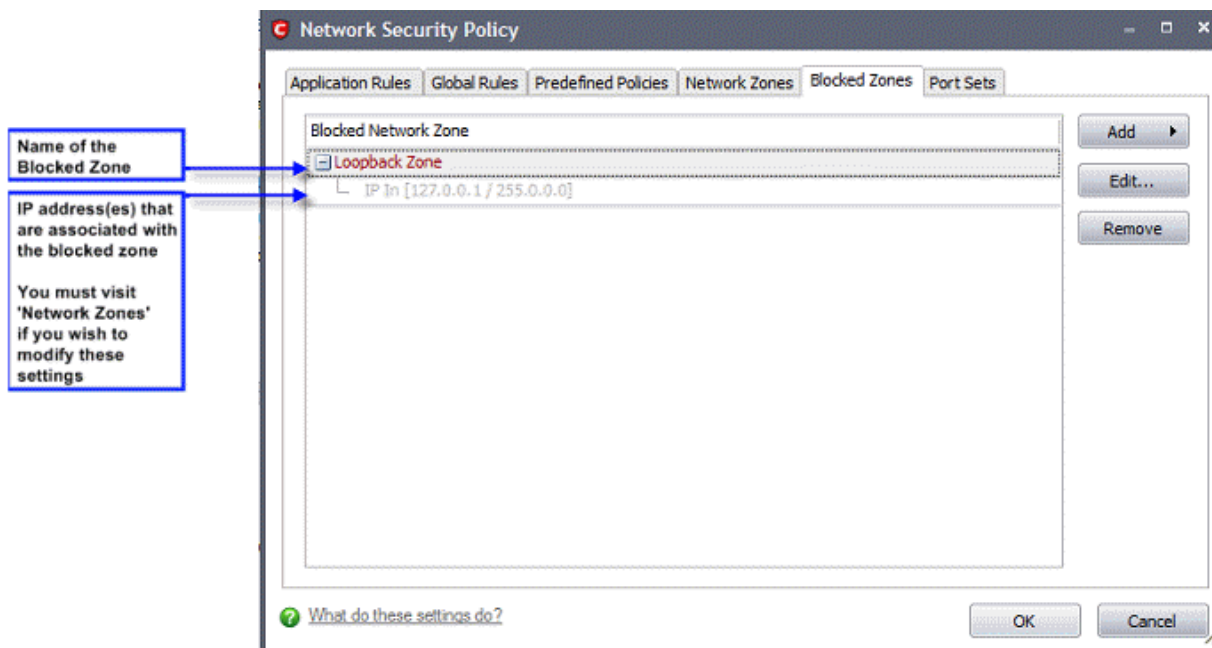 Network Security Policy
Application Rules
Global Rules
Predefined Policies
Network Zones
Blocked Zones
Port Sets
Blocked Network Zone
Loopback Zone
IP In [127.0.0.1 / 255.0.0.0]
Add
Edit...
Remove
Name of the
Blocked Zone
IP address(es) that
are associated with
the blocked zone
You must visit
'Network Zones'
if you wish to
modify these
settings
What do these settings do?
OK
Cancel